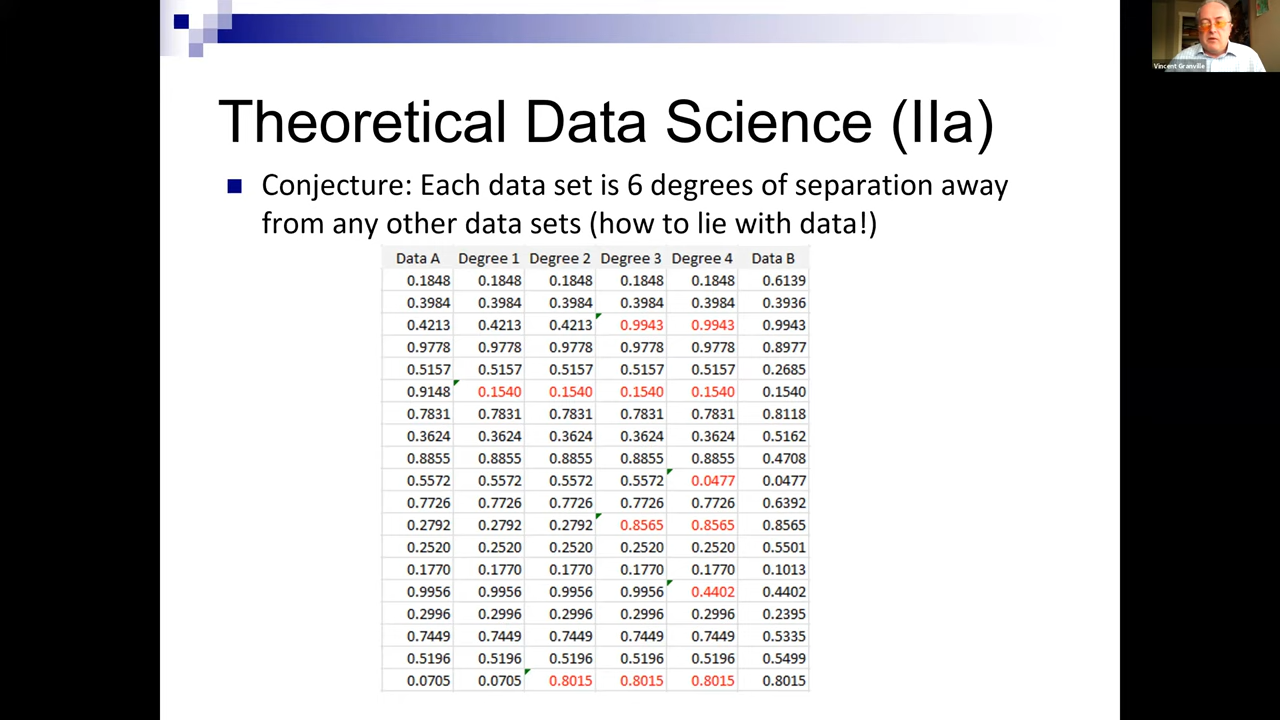 Vincent Granville
Theoretical Data Science (IIa)
Conjecture: Each data set is 6 degrees of separation away
from any other data sets (how to lie with data!)
Data A Degree 1 Degree 2 Degree 3 Degree 4 Data B
0.1848 0.1848 0.1848 0.1848 0.1848 0.6139
0.3984 0.3984 0.3984 0.3984 0.3984 0.3936
0.4213 0.4213 0.4213 0.9943 0.9943 0.9943
0.9778 0.9778 0.9778 0.9778 0.9778 0.8977
0.5157 0.5157 0.5157 0.5157 0.5157 0.2685
0.9148 0.1540 0.1540 0.1540 0.1540 0.1540
0.7831 0.7831 0.7831 0.7831 0.7831 0.8118
0.3624 0.3624 0.3624 0.3624 0.3624 0.5162
0.8855 0.8855 0.8855 0.8855 0.8855 0.4708
0.5572 0.5572 0.5572 0.5572 0.0477 0.0477
0.7726 0.7726 0.7726 0.7726 0.7726 0.6392
0.2792 0.2792 0.2792 0.8565 0.8565 0.8565
0.2520 0.2520 0.2520 0.2520 0.2520 0.5501
0.1770 0.1770 0.1770 0.1770 0.1770 0.1013
0.9956 0.9956 0.9956 0.9956 0.4402 0.4402
0.2996 0.2996 0.2996 0.2996 0.2996 0.2395
0.7449 0.7449 0.7449 0.7449 0.7449 0.5335
0.5196 0.5196 0.5196 0.5196 0.5196 0.5499
0.0705 0.0705 0.8015 0.8015 0.8015 0.8015